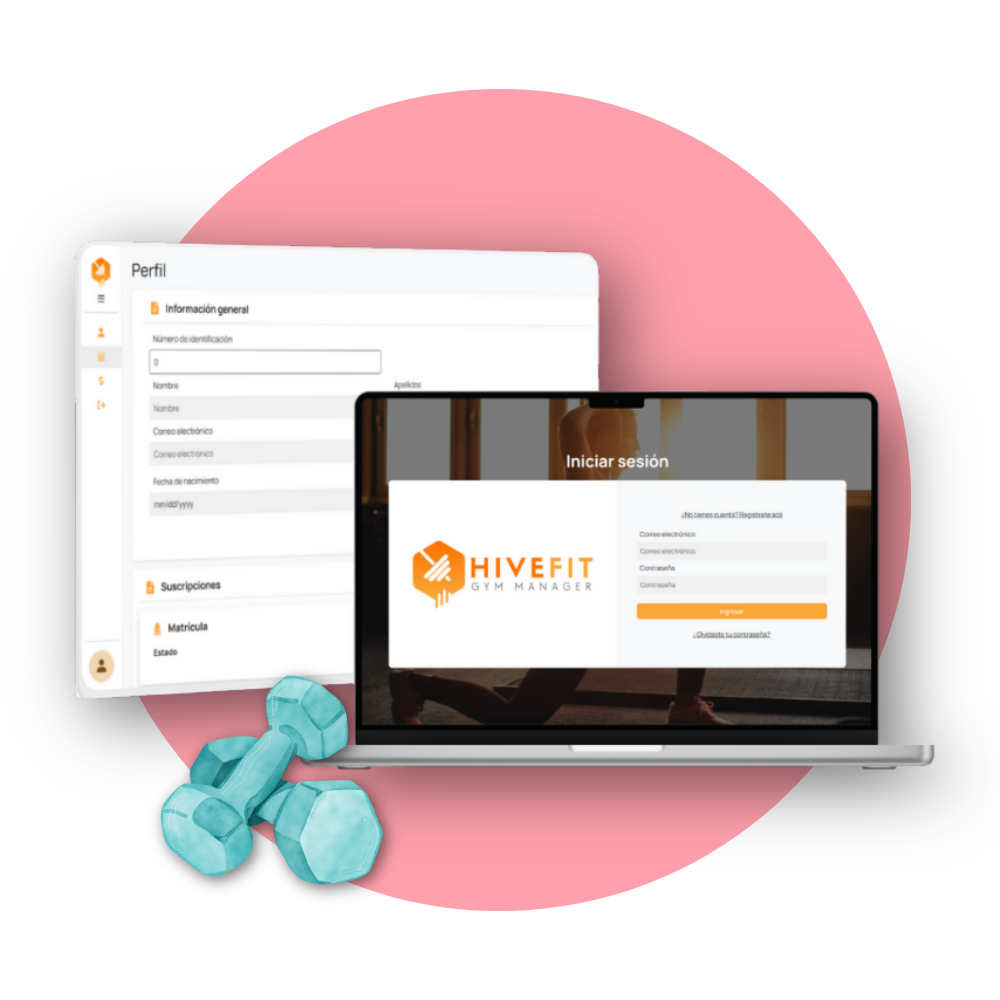 Perfil
Información general
Número de identificación
0
Nombre
Apellidos
Nombre
Correo electrónico
Correo electrónico
Fecha de nacimiento
mm/dd/yyyy
Suscripciones
Matrícula
Estado
Iniciar sesión
¿No tienes cuenta? Regístrate acá
Correo electrónico
Correo electrónico
Contraseña
Contraseña
Ingresar
¿Olvidaste tu contraseña?
HIVEFIT
GYM MANAGER